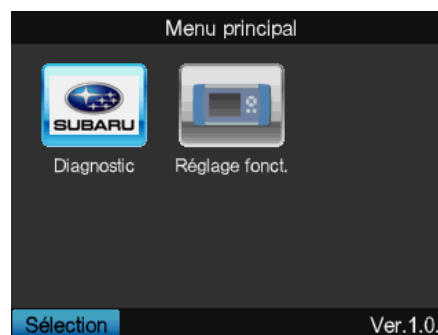 Menu principal
SUBARU
Diagnostic
Réglage fonct.
Sélection
Ver.1.0.